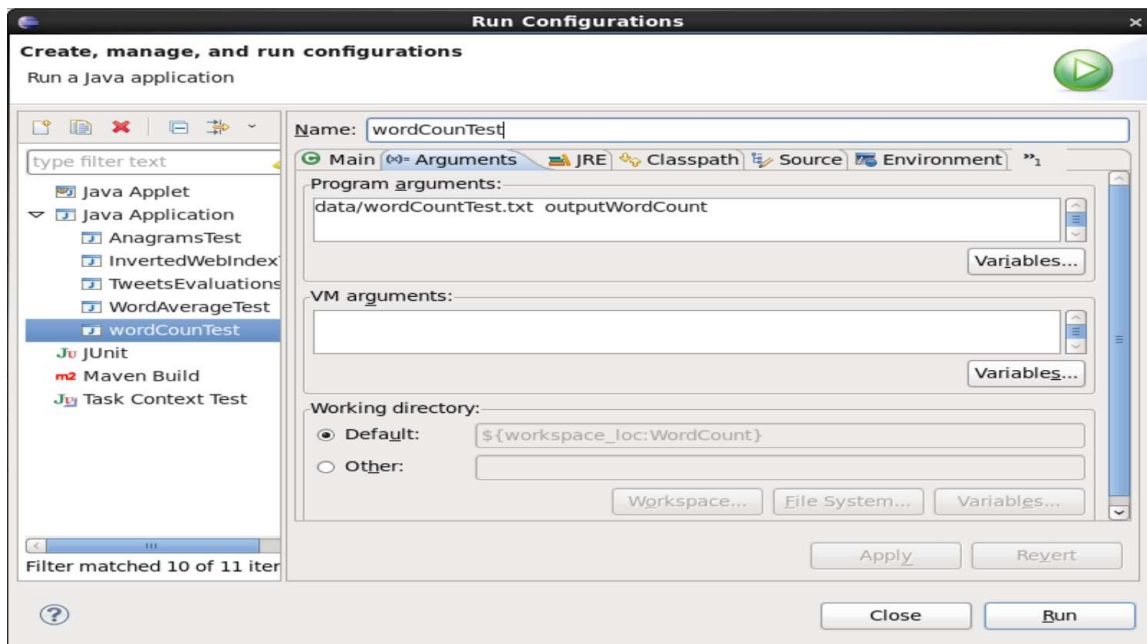 Run Configurations
Create, manage, and run configurations
Run a Java application
Name: wordCounTest
type filter text
Main (x)= Arguments JRE Classpath Source Environment »1
Java Applet
Java Application
AnagramsTest
InvertedWebIndex
TweetsEvaluations
WordAverageTest
wordCounTest
JU JUnit
m2 Maven Build
Ju Task Context Test
Filter matched 10 of 11 iter
Program arguments:
data/wordCountTest.txt outputWordCount
Variables...
VM arguments:
Variables...
Working directory:
Default: ${workspace_loc:WordCount}
Other:
Workspace... File System... Variables...
Apply Revert
? Close Run